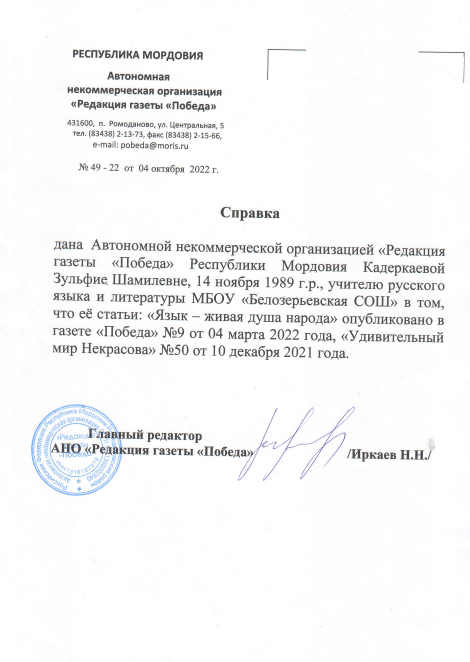 РЕСПУБЛИКА МОРДОВИЯ
Автономная
некоммерческая организация
«Редакция газеты «Победа»
431600, п. Ромоданово, ул. Центральная, 5
тел. (83438) 2-13-73, факс (83438) 2-15-66,
e-mail: pobeda@moris.ru
№ 49 - 22 от 04 октября 2022 г.
Справка
дана Автономной некоммерческой организацией «Редакция
газеты «Победа» Республики Мордовия Кадеркаевой
Зульфие Шамилевне, 14 ноября 1989 г.р., учителю русского
языка и литературы МБОУ «Белозерьевская СОШ» в том,
что её статьи: «Язык – живая душа народа» опубликовано в
газете «Победа» №9 от 04 марта 2022 года, «Удивительный
мир Некрасова» №50 от 10 декабря 2021 года.
Главный редактор
АНО «Редакция газеты «Победа» /Иркаев Н.Н./